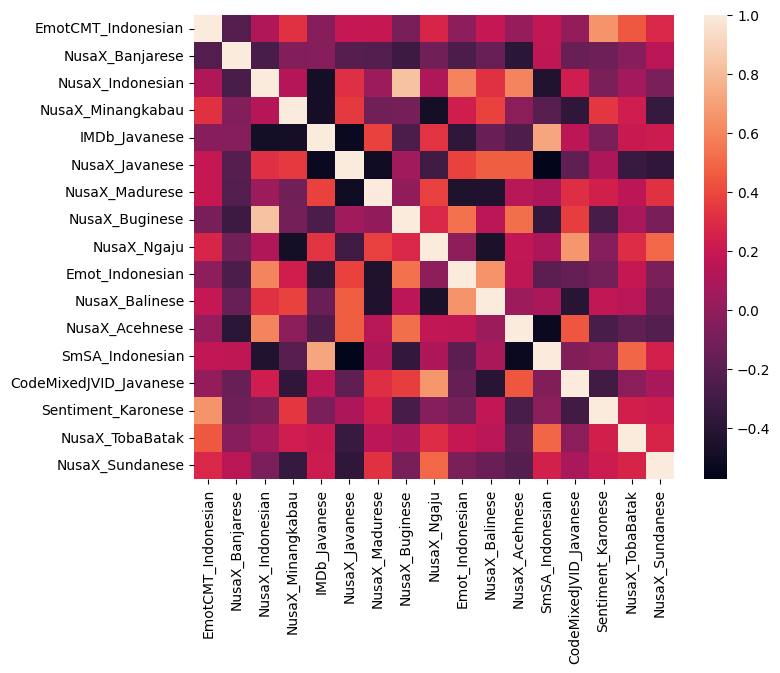 EmotCMT_Indonesian
NusaX_Banjarese
NusaX_Indonesian
NusaX_Minangkabau
IMDb_Javanese
NusaX_Javanese
NusaX_Madurese
NusaX_Buginese
NusaX_Ngaju
Emot_Indonesian
NusaX_Balinese
NusaX_Acehnese
SmSA_Indonesian
CodeMixedJVID_Javanese
Sentiment_Karonese
NusaX_TobaBatak
NusaX_Sundanese
EmotCMT_Indonesian
NusaX_Banjarese
NusaX_Indonesian
NusaX_Minangkabau
IMDb_Javanese
NusaX_Javanese
NusaX_Madurese
NusaX_Buginese
NusaX_Ngaju
Emot_Indonesian
NusaX_Balinese
NusaX_Acehnese
SmSA_Indonesian
CodeMixedJVID_Javanese
Sentiment_Karonese
NusaX_TobaBatak
NusaX_Sundanese
1.0
0.8
0.6
0.4
0.2
0.0
−0.2
−0.4